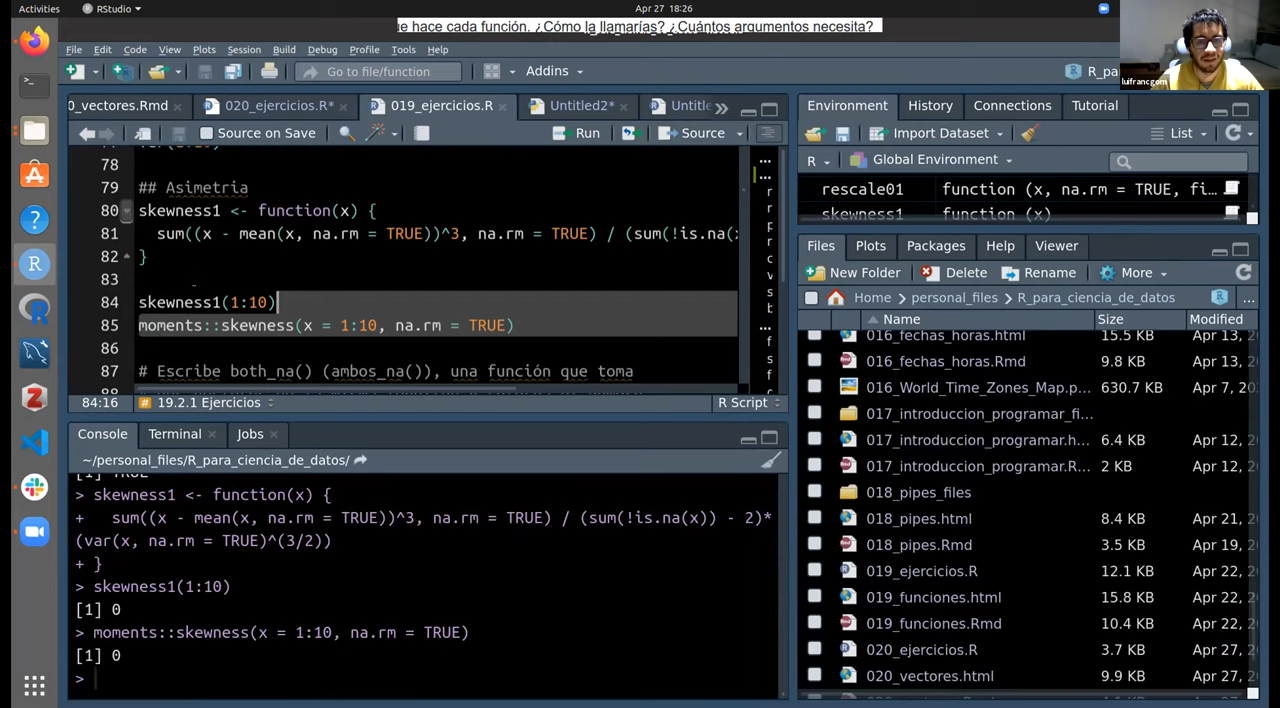 Activities RStudio Apr 27 18:26
ue hace cada función. ¿Cómo la llamarías? ¿Cuántos argumentos necesita?
File Edit Code View Plots Session Build Debug Profile Tools Help
Go to file/function Addins R_pa
0_vectores.Rmd 020_ejercicios.R* 019_ejercicios.R Untitled2* Untitle
Source on Save Run Source
78
79 ## Asimetria
80 skewness1 <- function(x) {
81 sum((x - mean(x, na.rm = TRUE))^3, na.rm = TRUE) / (sum(!is.na(x
82 }
83
84 skewness1(1:10)
85 moments::skewness(x = 1:10, na.rm = TRUE)
86
87 # Escribe both_na() (ambos_na()), una función que toma
84:16 # 19.2.1 Ejercicios R Script
Console Terminal Jobs
~/personal_files/R_para_ciencia_de_datos/
[1] TRUE
> skewness1 <- function(x) {
+ sum((x - mean(x, na.rm = TRUE))^3, na.rm = TRUE) / (sum(!is.na(x)) - 2)*
(var(x, na.rm = TRUE)^(3/2))
+ }
> skewness1(1:10)
[1] 0
> moments::skewness(x = 1:10, na.rm = TRUE)
[1] 0
>
luifrancgom
Environment History Connections Tutorial
Import Dataset List
R Global Environment
rescale01 function (x, na.rm = TRUE, fi...
skewness1 function (x)
Files Plots Packages Help Viewer
New Folder Delete Rename More
Home personal_files R_para_ciencia_de_datos ...
Name Size Modified
016_fechas_horas.html 15.5 KB Apr 13,
016_fechas_horas.Rmd 9.8 KB Apr 13,
016_World_Time_Zones_Map.p... 630.7 KB Apr 7, 20
017_introduccion_programar_fi...
017_introduccion_programar.h... 6.4 KB Apr 12,
017_introduccion_programar.R... 2 KB Apr 12,
018_pipes_files
018_pipes.html 8.4 KB Apr 21,
018_pipes.Rmd 3.5 KB Apr 19,
019_ejercicios.R 12.1 KB Apr 22,
019_funciones.html 15.8 KB Apr 22,
019_funciones.Rmd 10.4 KB Apr 22,
020_ejercicios.R 3.7 KB Apr 27,
020_vectores.html 9.9 KB Apr 27,